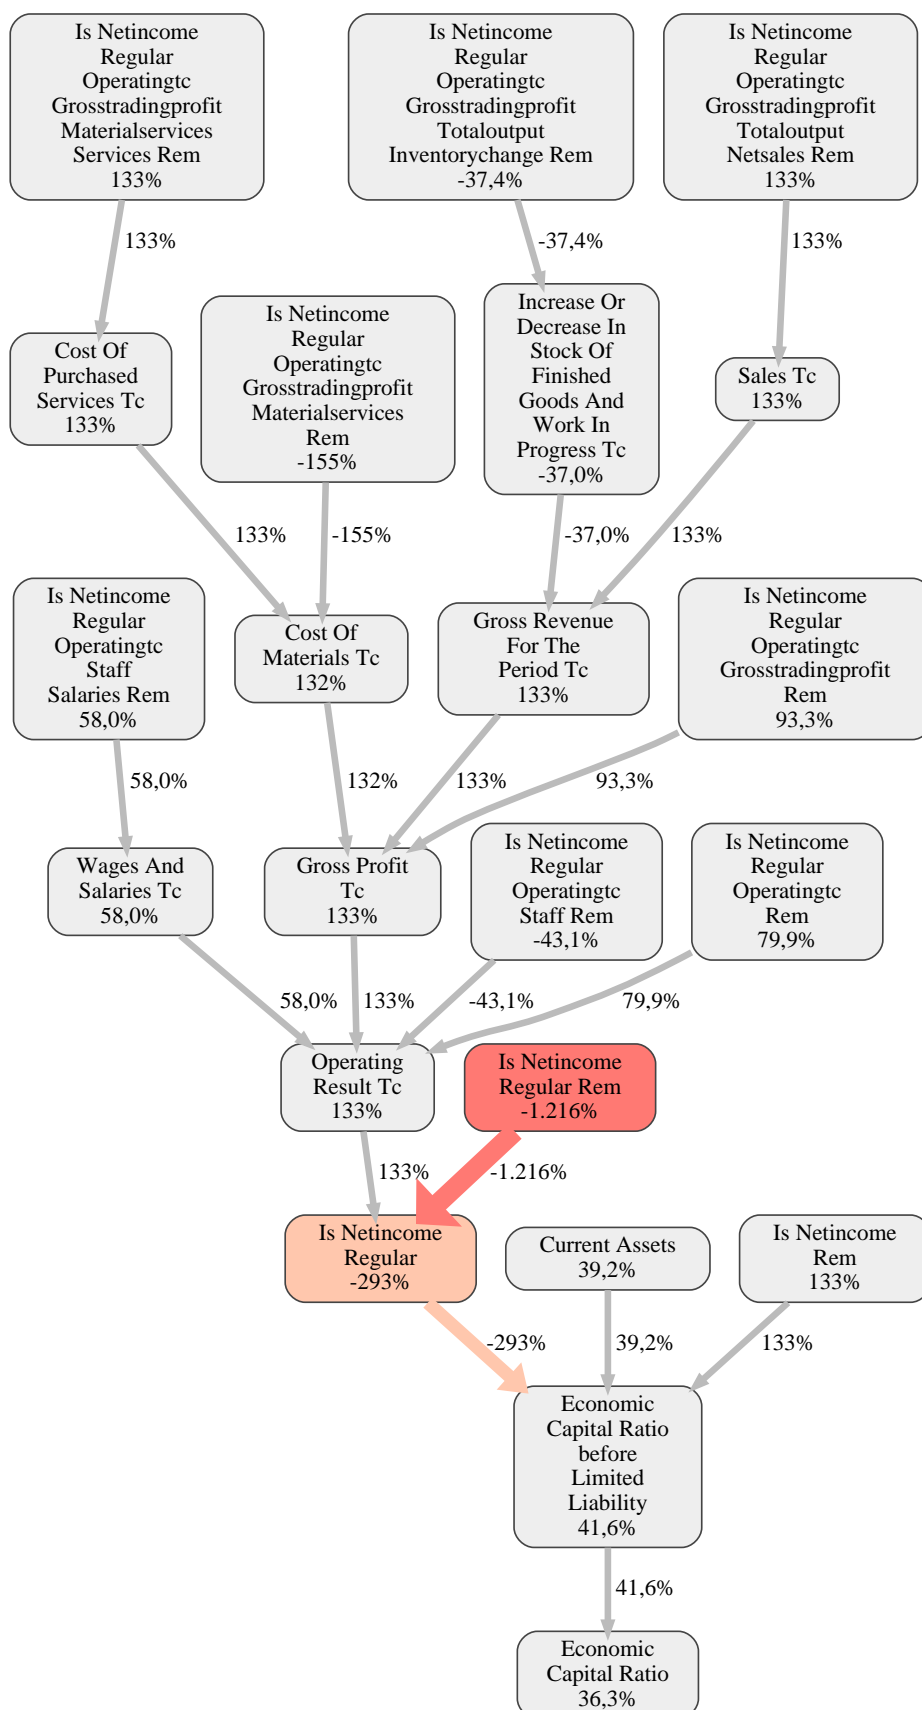 Is Netincome
Regular
Operatingtc
Grosstradingprofit
Materialservices
Services Rem
133%
Is Netincome
Regular
Operatingtc
Grosstradingprofit
Totaloutput
Inventorychange Rem
-37,4%
Is Netincome
Regular
Operatingtc
Grosstradingprofit
Totaloutput
Netsales Rem
133%
133%
-37,4%
133%
Cost Of
Purchased
Services Tc
133%
Is Netincome
Regular
Operatingtc
Grosstradingprofit
Materialservices
Rem
-155%
Increase Or
Decrease In
Stock Of
Finished
Goods And
Work In
Progress Tc
-37,0%
Sales Tc
133%
133%
-155%
-37,0%
133%
Is Netincome
Regular
Operatingtc
Staff
Salaries Rem
58,0%
Cost Of
Materials Tc
132%
Gross Revenue
For The
Period Tc
133%
Is Netincome
Regular
Operatingtc
Grosstradingprofit
Rem
93,3%
58,0%
132%
133%
93,3%
Wages And
Salaries Tc
58,0%
Gross Profit
Tc
133%
Is Netincome
Regular
Operatingtc
Staff Rem
-43,1%
Is Netincome
Regular
Operatingtc
Rem
79,9%
58,0%
133%
-43,1%
79,9%
Operating
Result Tc
133%
Is Netincome
Regular Rem
-1.216%
133%
-1.216%
Is Netincome
Regular
-293%
Current Assets
39,2%
Is Netincome
Rem
133%
-293%
39,2%
133%
Economic
Capital Ratio
before
Limited
Liability
41,6%
41,6%
Economic
Capital Ratio
36,3%